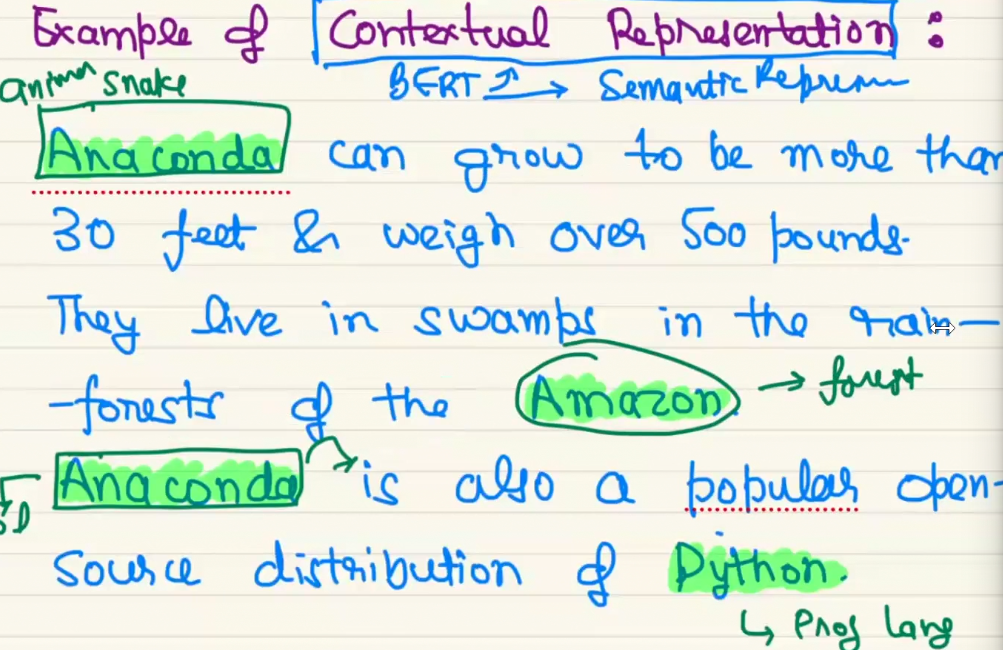 Example of Contextual Representation :
animal snake
BERT → Semantic
Anaconda can grow to be more than
30 feet & weigh over 500 pounds.
They live in swamps in the rain-
-forests of the Amazon. → forest
Anaconda is also a popular open-
source distribution of Python.
↳ Prog lang